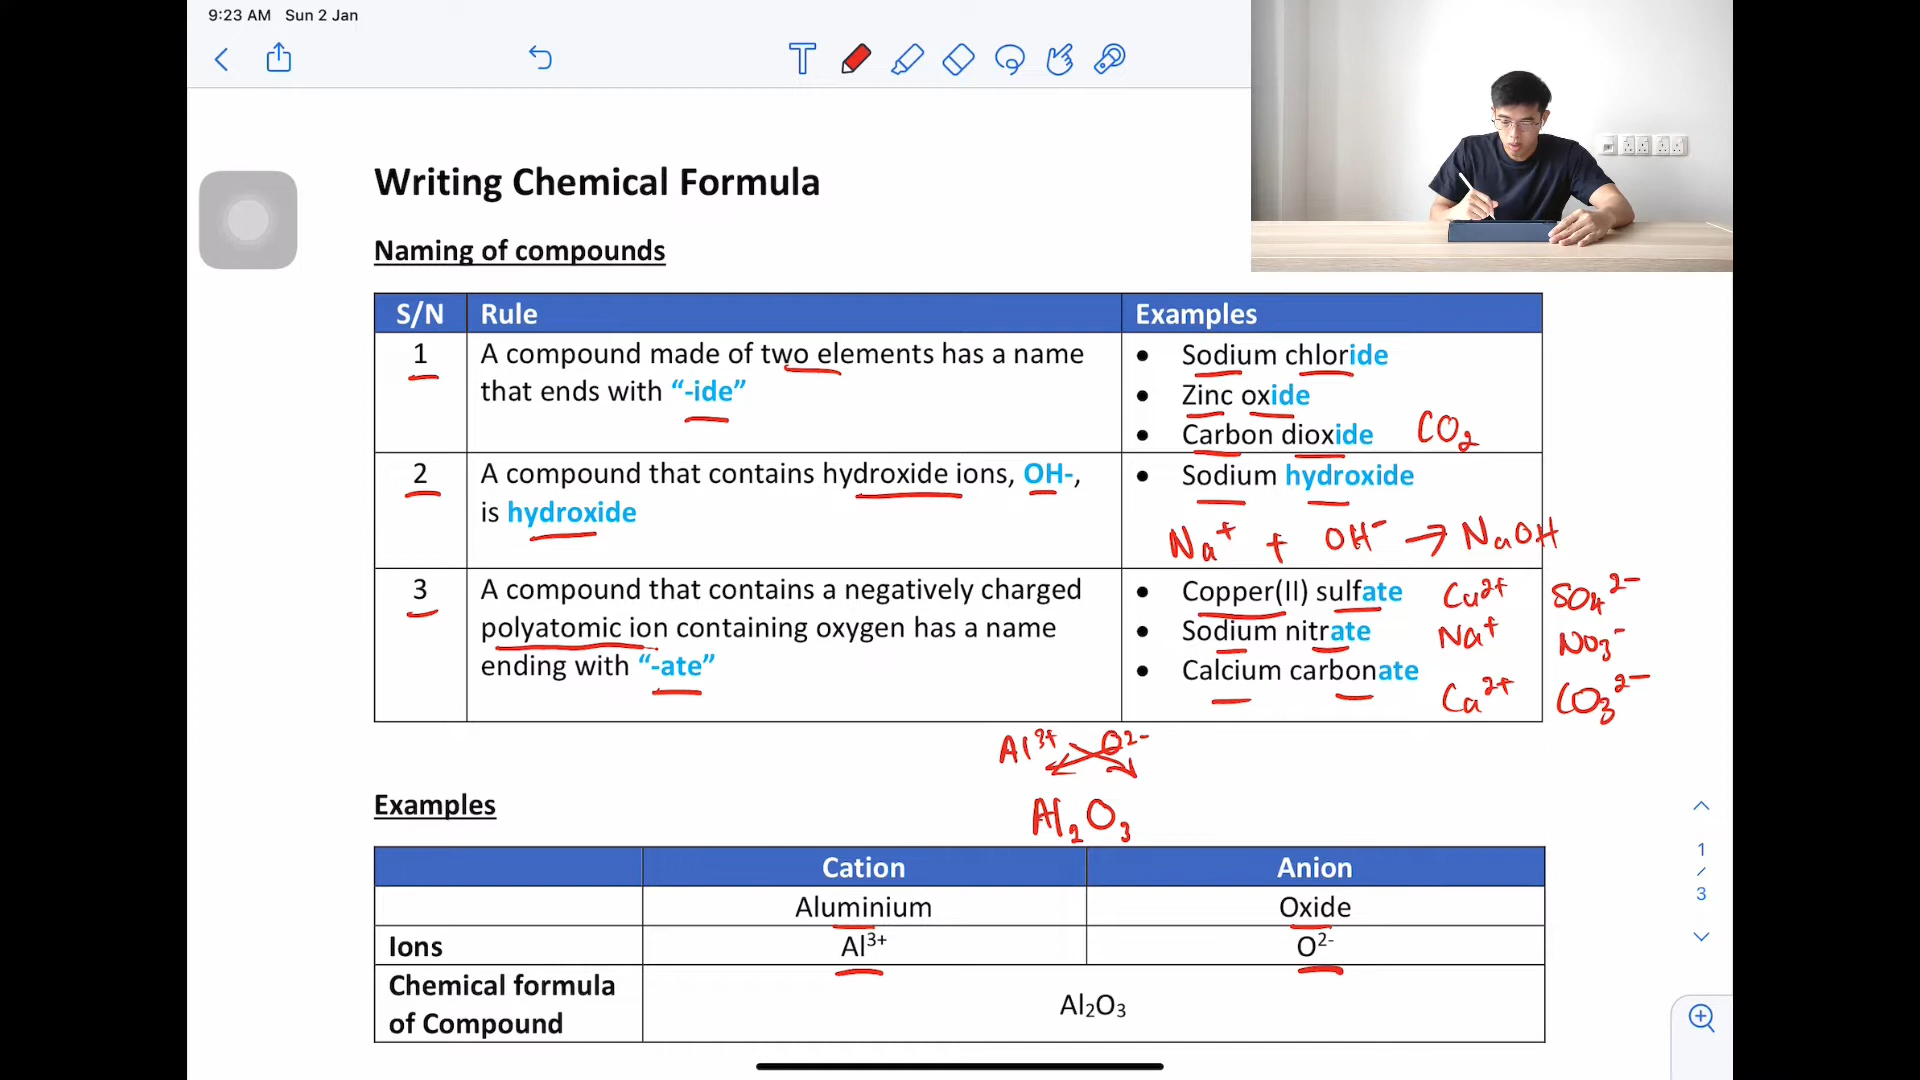 9:23 AM Sun 2 Jan
Writing Chemical Formula
Naming of compounds
S/N Rule Examples
1 A compound made of two elements has a name that ends with “-ide”
• Sodium chloride
• Zinc oxide
• Carbon dioxide CO₂
2 A compound that contains hydroxide ions, OH-, is hydroxide
• Sodium hydroxide
Na⁺ + OH⁻ → NaOH
3 A compound that contains a negatively charged polyatomic ion containing oxygen has a name ending with “-ate”
• Copper(II) sulfate Cu²⁺ SO₄²⁻
• Sodium nitrate Na⁺ NO₃⁻
• Calcium carbonate Ca²⁺ CO₃²⁻
Al³⁺ O²⁻
Al₂O₃
Examples
Cation Anion
Aluminium Oxide
Ions Al³⁺ O²⁻
Chemical formula of Compound Al₂O₃
1
/
3